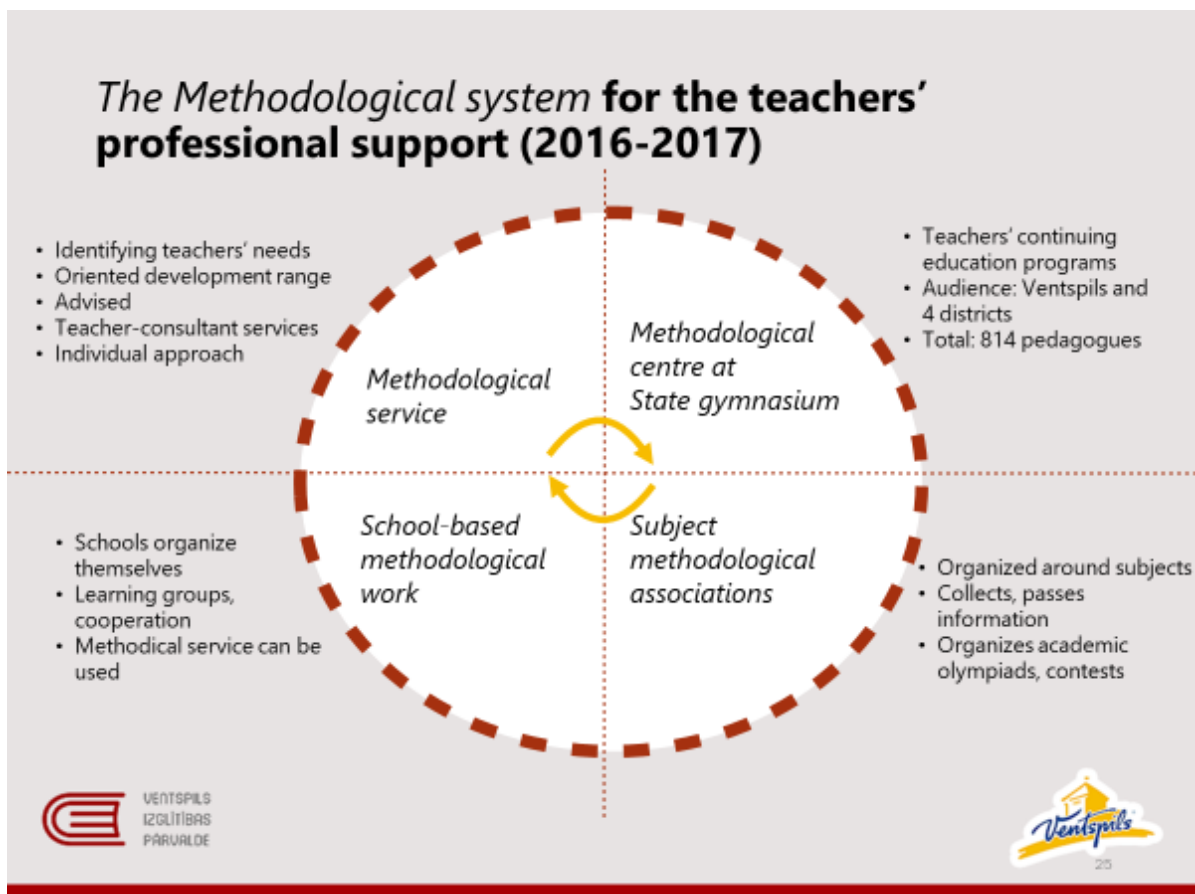 The Methodological system for the teachers'
professional support (2016-2017)
• Identifying teachers' needs
• Oriented development range
• Advised
• Teacher-consultant services
• Individual approach
• Teachers' continuing
education programs
• Audience: Ventspils and
4 districts
• Total: 814 pedagogues
Methodological
service
Methodological
centre at
State gymnasium
School-based
methodological
work
Subject
methodological
associations
• Schools organize
themselves
• Learning groups,
cooperation
• Methodical service can be
used
• Organized around subjects
• Collects, passes
information
• Organizes academic
olympiads, contests
VENTSPILS
IZGLĪTĪBAS
PĀRVALDE
Ventspils
25